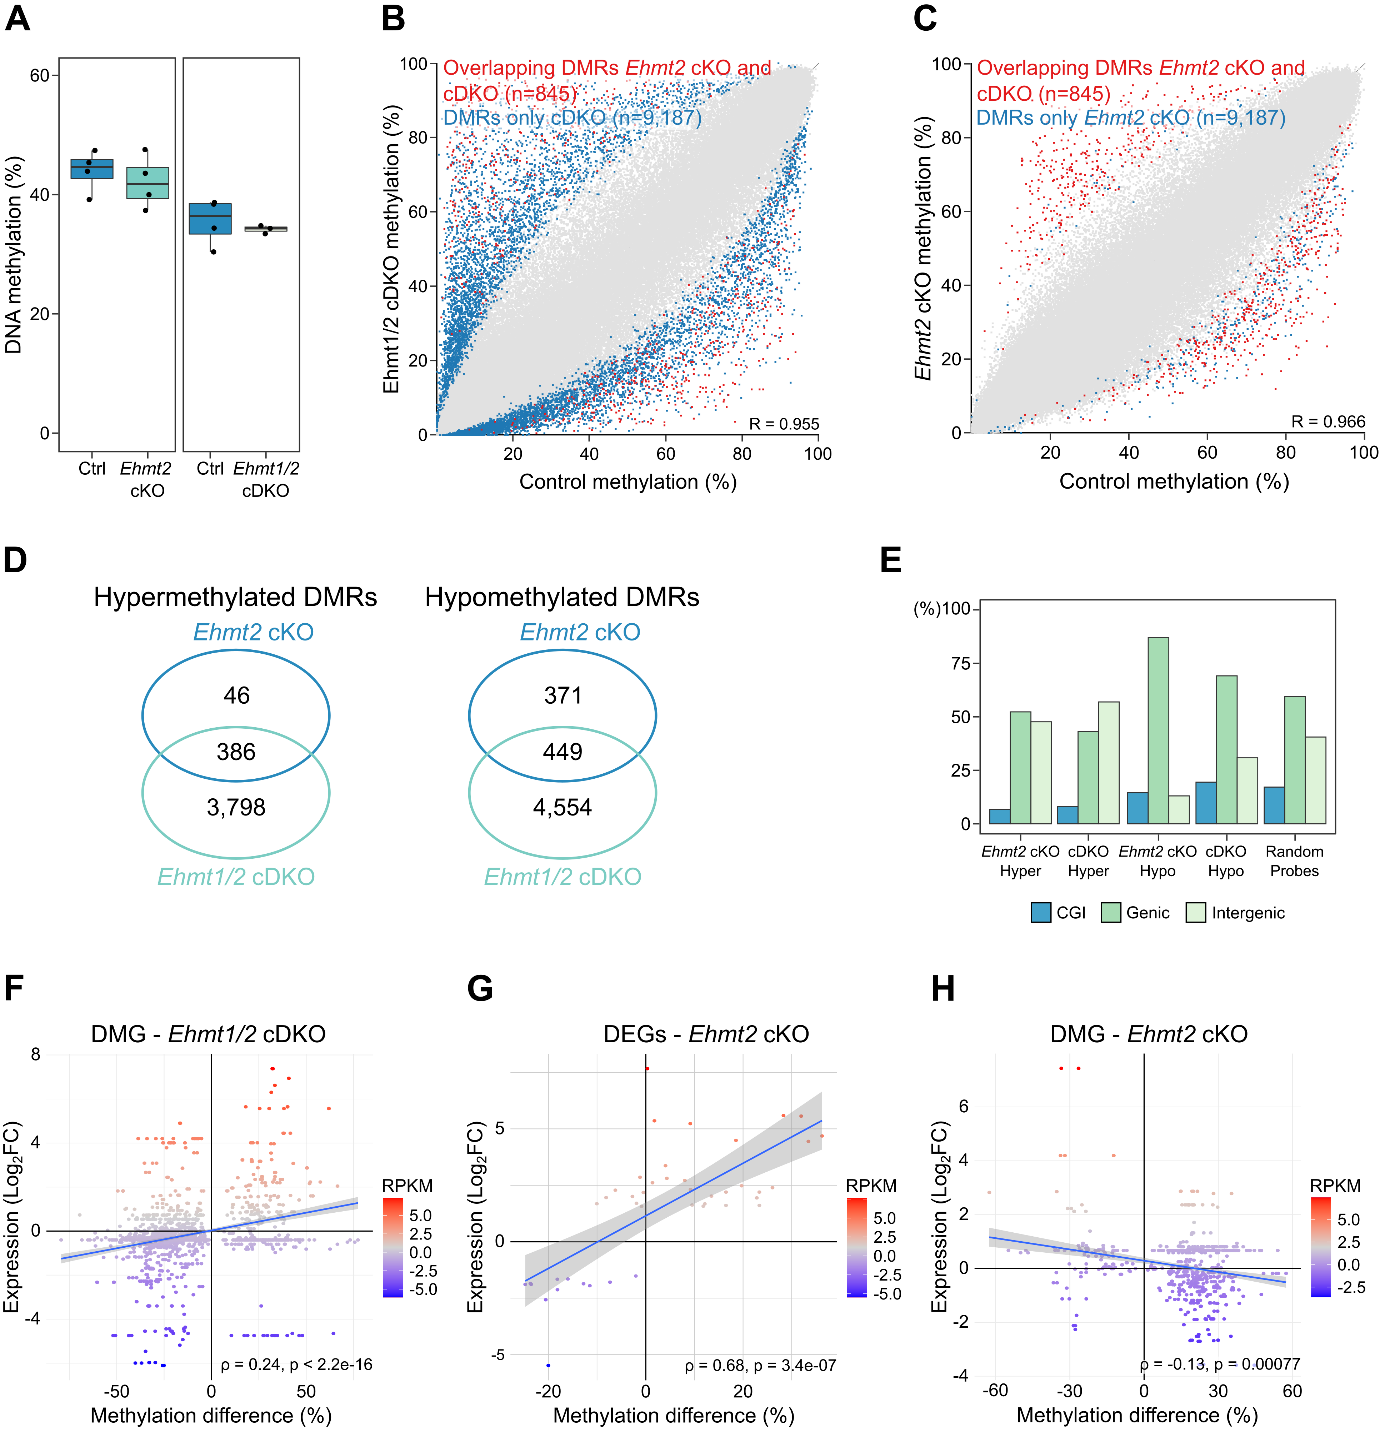 A
60
40
20
0
DNA methylation (%)
Ctrl
Ehmt2
cKO
Ctrl
Ehmt1/2
cDKO
B
Overlapping DMRs Ehmt2 cKO and
cDKO (n=845)
DMRs only cDKO (n=9,187)
100
80
60
40
20
0
Ehmt1/2 cDKO methylation (%)
R = 0.955
20
40
60
80
100
Control methylation (%)
C
Overlapping DMRs Ehmt2 cKO and
cDKO (n=845)
DMRs only Ehmt2 cKO (n=9,187)
100
80
60
40
20
0
Ehmt2 cKO methylation (%)
R = 0.966
20
40
60
80
100
Control methylation (%)
D
Hypermethylated DMRs
Ehmt2 cKO
46
386
3,798
Ehmt1/2 cDKO
Hypomethylated DMRs
Ehmt2 cKO
371
449
4,554
Ehmt1/2 cDKO
E
(%)
100
75
50
25
0
Ehmt2 cKO
Hyper
cDKO
Hyper
Ehmt2 cKO
Hypo
cDKO
Hypo
Random
Probes
CGI
Genic
Intergenic
F
DMG - Ehmt1/2 cDKO
8
4
0
-4
Expression (Log₂FC)
ρ = 0.24, p < 2.2e-16
-50
0
50
Methylation difference (%)
RPKM
5.0
2.5
0.0
-2.5
-5.0
G
DEGs - Ehmt2 cKO
5
0
-5
Expression (Log₂FC)
ρ = 0.68, p = 3.4e-07
-20
0
20
Methylation difference (%)
RPKM
5.0
2.5
0.0
-2.5
-5.0
H
DMG - Ehmt2 cKO
6
4
2
0
-2
-4
Expression (Log₂FC)
ρ = -0.13, p = 0.00077
-60
-30
0
30
60
Methylation difference (%)
RPKM
5.0
2.5
0.0
-2.5